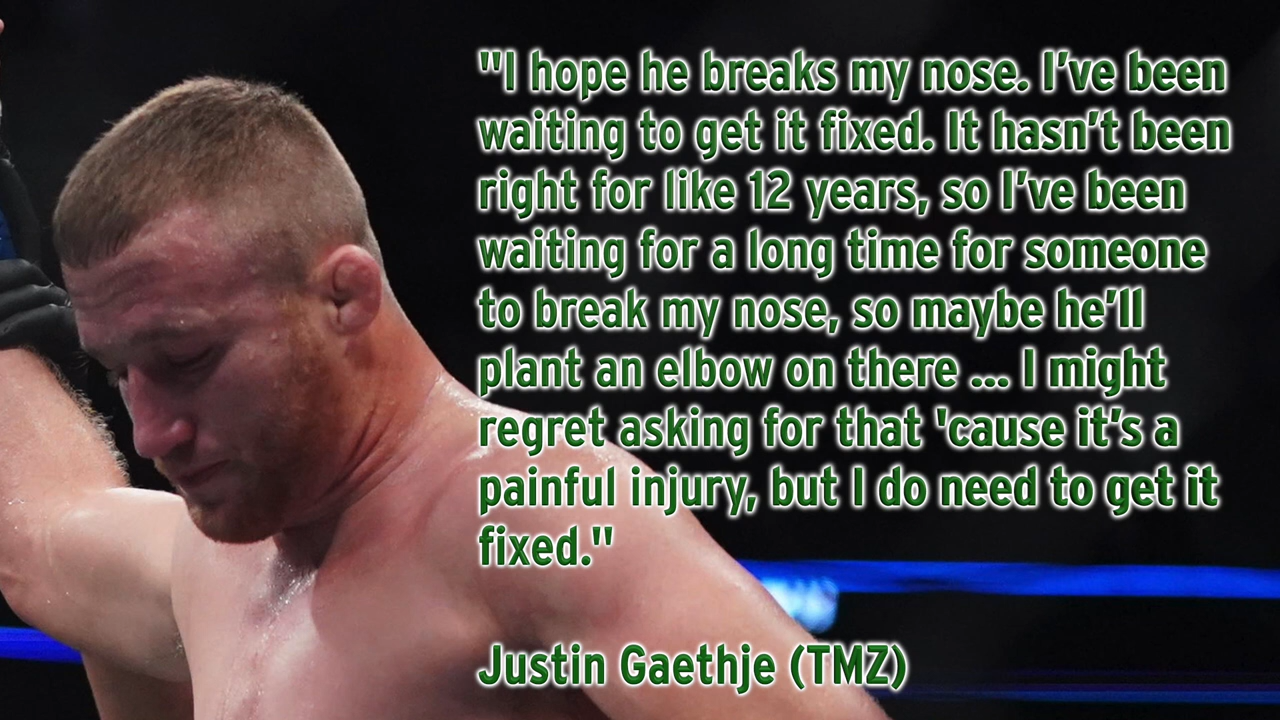 "I hope he breaks my nose. I’ve been
waiting to get it fixed. It hasn’t been
right for like 12 years, so I’ve been
waiting for a long time for someone
to break my nose, so maybe he’ll
plant an elbow on there ... I might
regret asking for that 'cause it’s a
painful injury, but I do need to get it
fixed."
Justin Gaethje (TMZ)